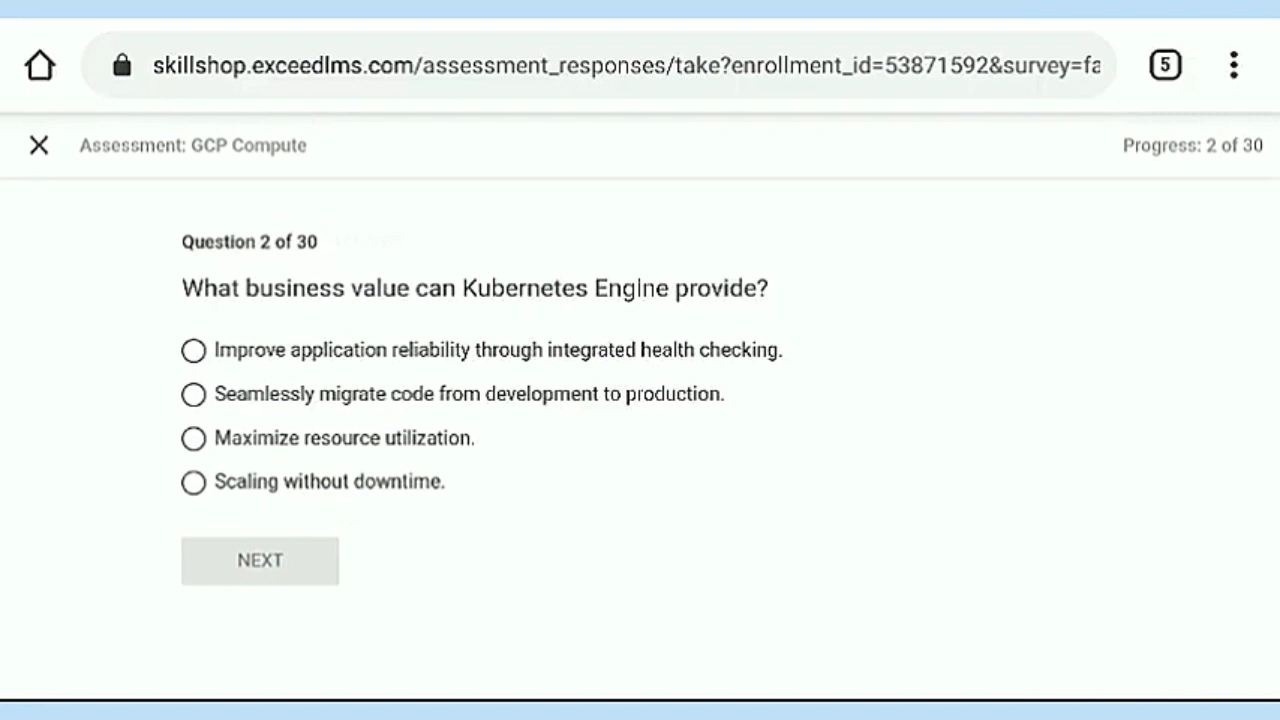 skillshop.exceedlms.com/assessment_responses/take?enrollment_id=53871592&survey=fa
5
Assessment: GCP Compute
Progress: 2 of 30
Question 2 of 30
What business value can Kubernetes Engine provide?
Improve application reliability through integrated health checking.
Seamlessly migrate code from development to production.
Maximize resource utilization.
Scaling without downtime.
NEXT